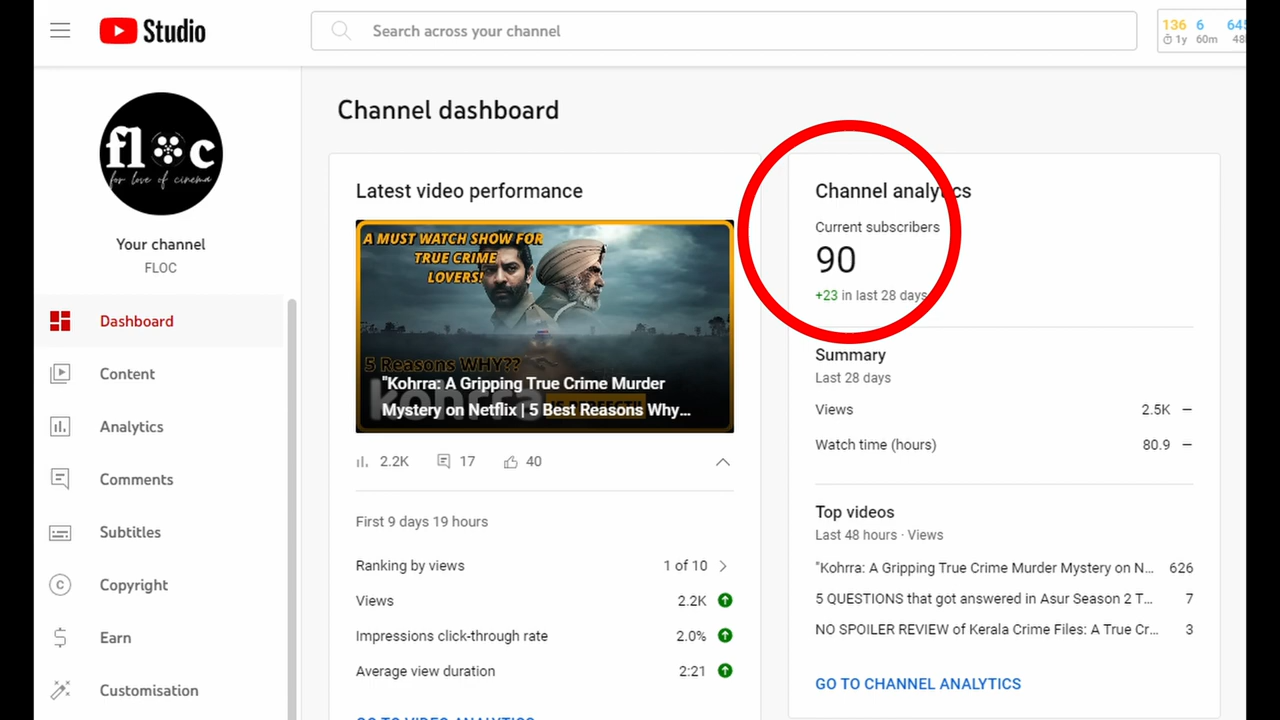 Studio
Search across your channel
136 6 645
1y 60m 48
fl c
for love of cinema
Your channel
FLOC
Dashboard
Content
Analytics
Comments
Subtitles
Copyright
Earn
Customisation
Channel dashboard
Latest video performance
A MUST WATCH SHOW FOR
TRUE CRIME
LOVERS!
5 Reasons WHY??
kohrra
"Kohrra: A Gripping True Crime Murder
Mystery on Netflix | 5 Best Reasons Why...
2.2K 17 40
First 9 days 19 hours
Ranking by views 1 of 10
Views 2.2K
Impressions click-through rate 2.0%
Average view duration 2:21
GO TO VIDEO ANALYTICS
Channel analytics
Current subscribers
90
+23 in last 28 days
Summary
Last 28 days
Views 2.5K –
Watch time (hours) 80.9 –
Top videos
Last 48 hours · Views
"Kohrra: A Gripping True Crime Murder Mystery on N... 626
5 QUESTIONS that got answered in Asur Season 2 T... 7
NO SPOILER REVIEW of Kerala Crime Files: A True Cr... 3
GO TO CHANNEL ANALYTICS